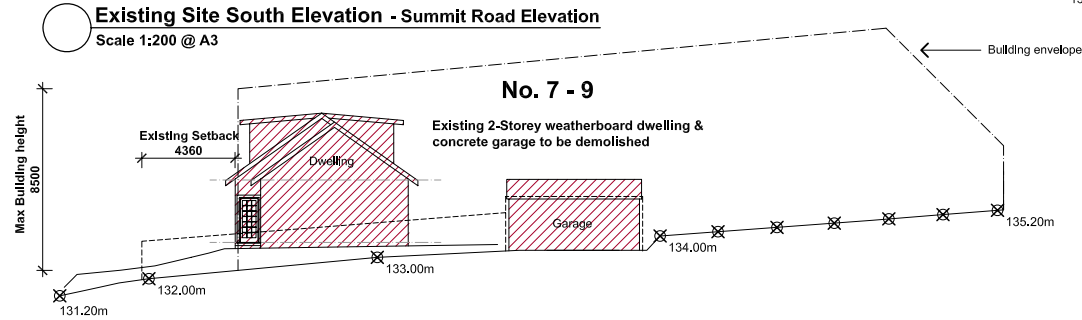 Existing Site South Elevation - Summit Road Elevation
Scale 1:200 @ A3
Building envelope
No. 7 - 9
Existing 2-Storey weatherboard dwelling &
concrete garage to be demolished
Max Building height
8500
Existing Setback
4360
Dwelling
Garage
135.20m
134.00m
133.00m
132.00m
131.20m